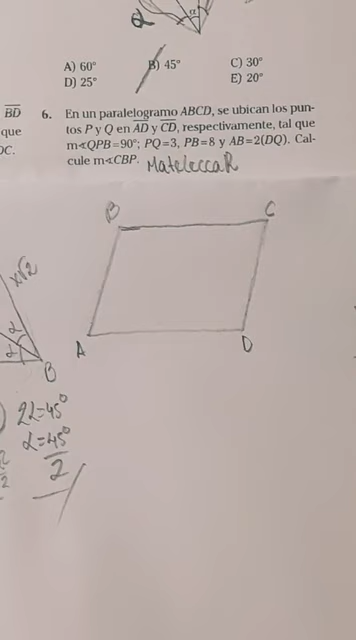 α
A) 60°
B) 45°
C) 30°
D) 25°
E) 20°
BD
que
OC.
6. En un paralelogramo ABCD, se ubican los pun-
tos P y Q en AD y CD, respectivamente, tal que
m∢QPB=90°; PQ=3, PB=8 y AB=2(DQ). Cal-
cule m∢CBP.
MateleccaR
B
C
A
D
x√2
α
α
B
2α=45°
α=45°
2